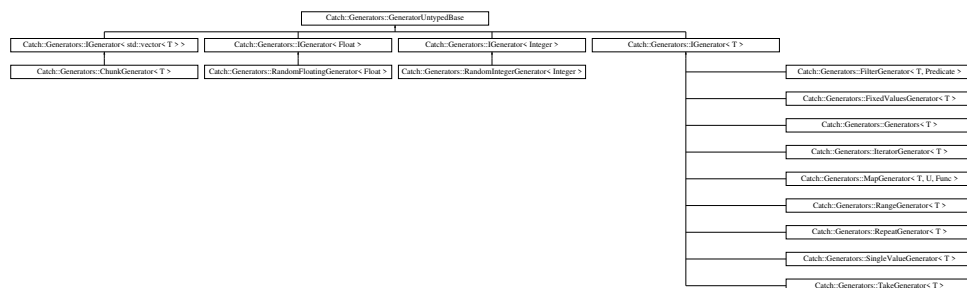 Catch::Generators::GeneratorUntypedBase
Catch::Generators::IGenerator< std::vector< T > >
Catch::Generators::IGenerator< Float >
Catch::Generators::IGenerator< Integer >
Catch::Generators::IGenerator< T >
Catch::Generators::ChunkGenerator< T >
Catch::Generators::RandomFloatingGenerator< Float >
Catch::Generators::RandomIntegerGenerator< Integer >
Catch::Generators::FilterGenerator< T, Predicate >
Catch::Generators::FixedValuesGenerator< T >
Catch::Generators::Generators< T >
Catch::Generators::IteratorGenerator< T >
Catch::Generators::MapGenerator< T, U, Func >
Catch::Generators::RangeGenerator< T >
Catch::Generators::RepeatGenerator< T >
Catch::Generators::SingleValueGenerator< T >
Catch::Generators::TakeGenerator< T >